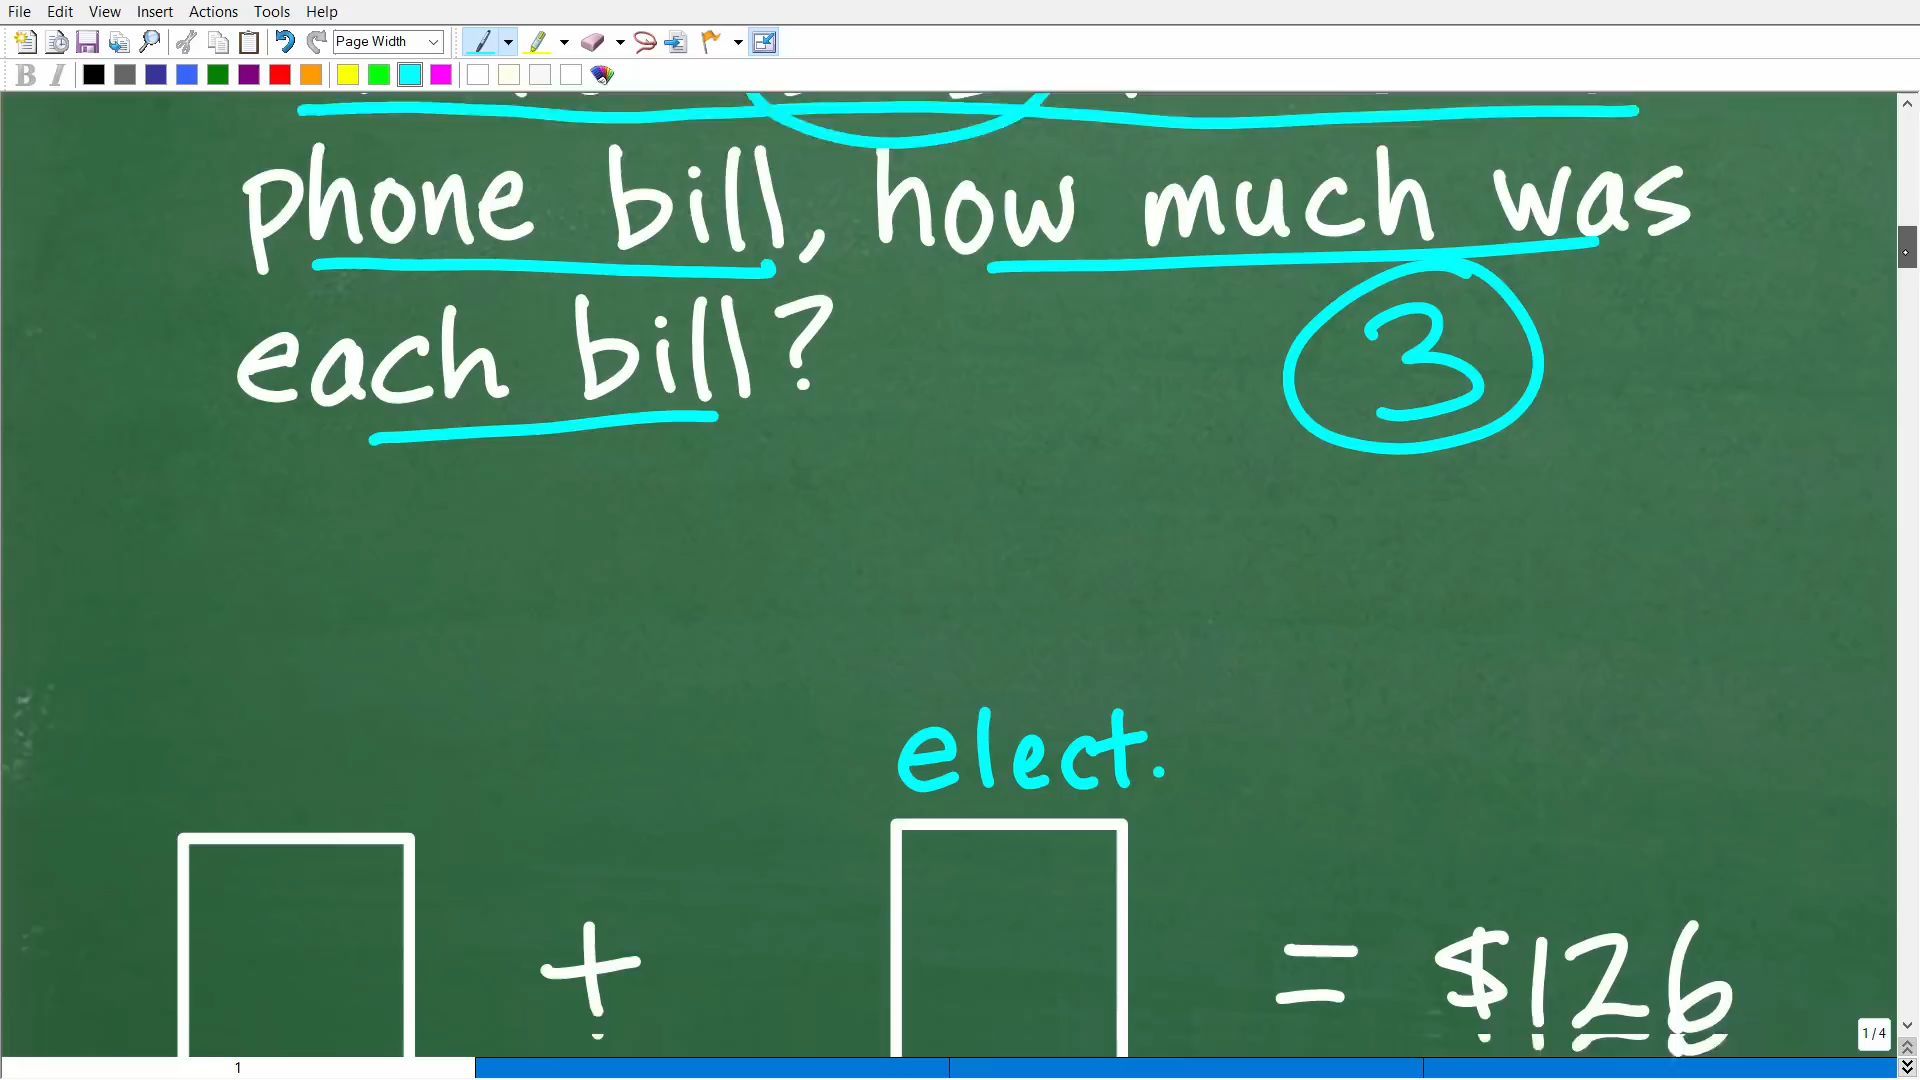 File Edit View Insert Actions Tools Help
Page Width
B I
phone bill, how much was
each bill?
3
elect.
+ = $126
1/4
1